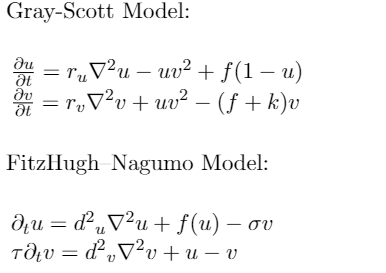 Gray-Scott Model:
∂u/∂t = r_u∇²u − uv² + f(1 − u)
∂v/∂t = r_v∇²v + uv² − (f + k)v
FitzHugh–Nagumo Model:
∂_t u = d²_u∇²u + f(u) − σv
τ∂_t v = d²_v∇²v + u − v